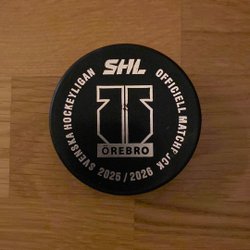 SHL
SVENSKA HOCKEYLIGAN
OFFICIELL MATCHPUCK
ÖREBRO
2025/2026